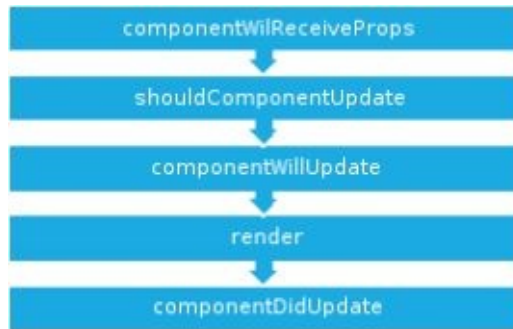 componentWilReceiveProps
shouldComponentUpdate
componentWillUpdate
render
componentDidUpdate